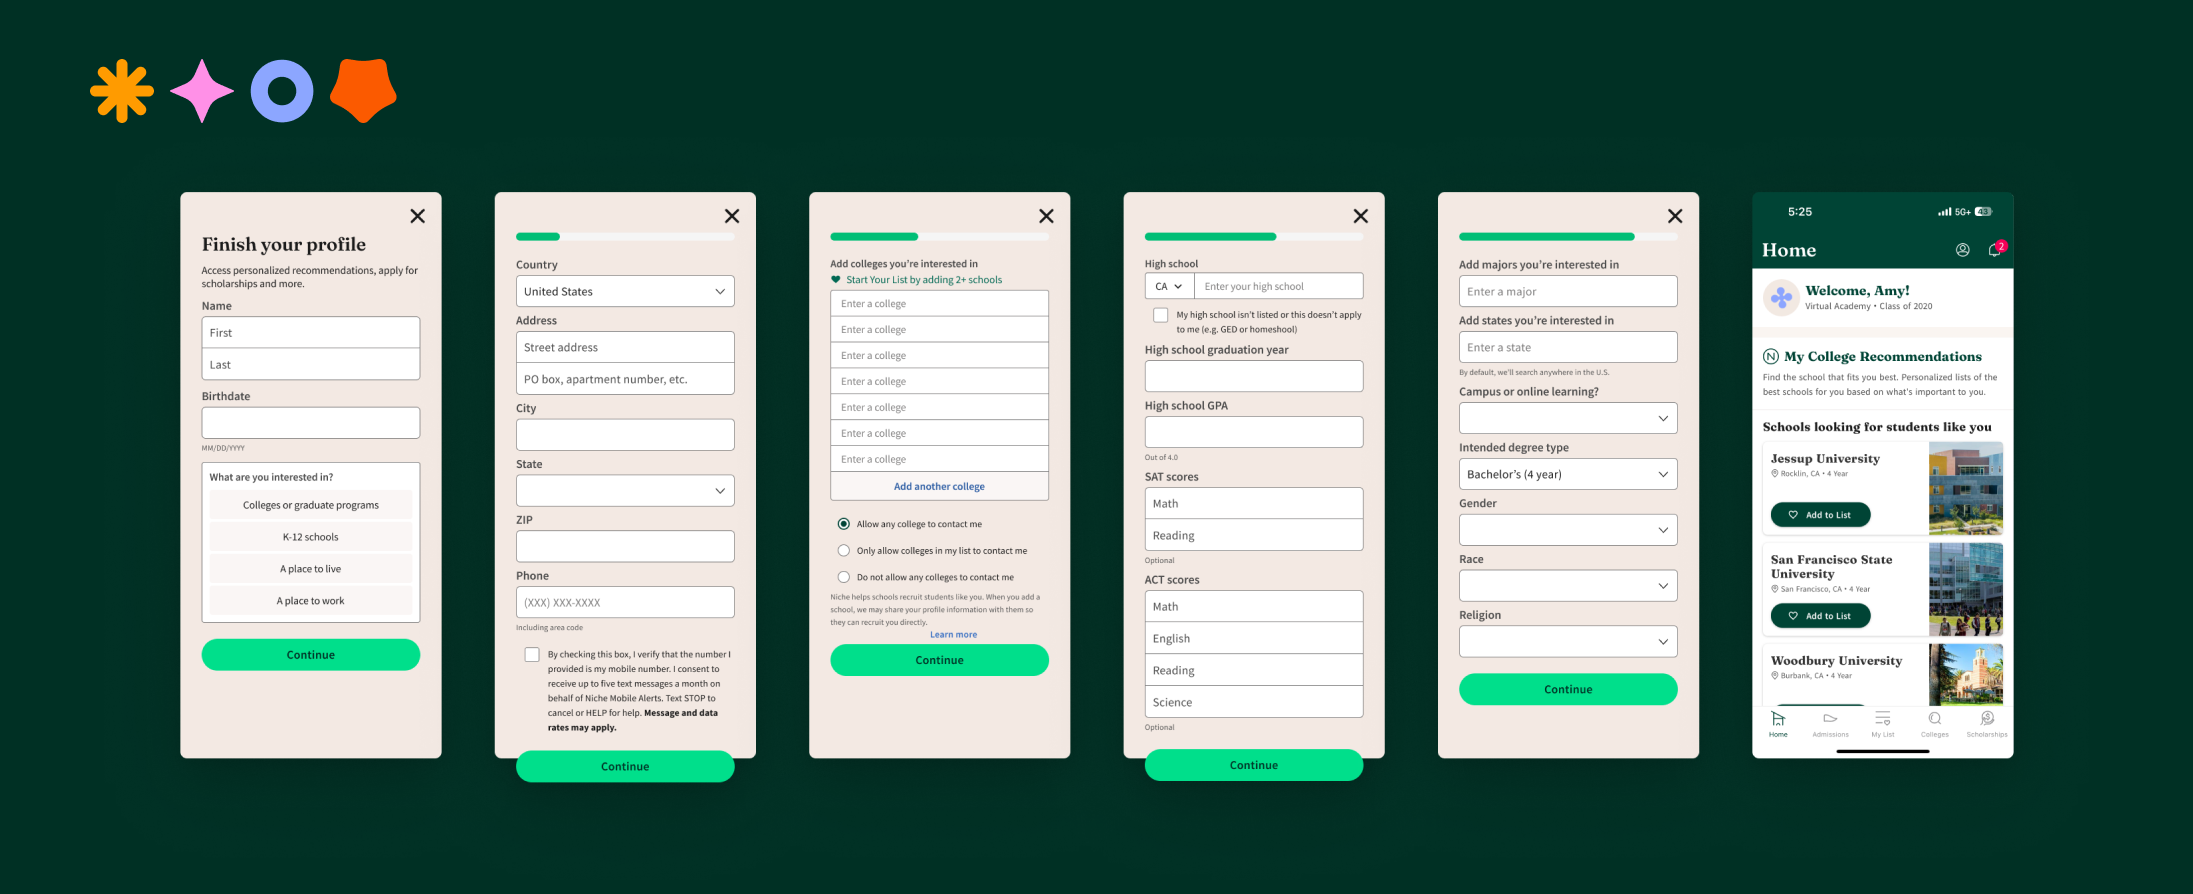 Finish your profile
Access personalized recommendations, apply for
scholarships and more.
Name
First
Last
Birthdate
MM/DD/YYYY
What are you interested in?
Colleges or graduate programs
K-12 schools
A place to live
A place to work
Continue
Country
United States
Address
Street address
PO box, apartment number, etc.
City
State
ZIP
Phone
(XXX) XXX-XXXX
Including area code
By checking this box, I verify that the number I
provided is my mobile number. I consent to
receive up to five text messages a month on
behalf of Niche Mobile Alerts. Text STOP to
cancel or HELP for help. Message and data
rates may apply.
Continue
Add colleges you're interested in
Start Your List by adding 2+ schools
Enter a college
Enter a college
Enter a college
Enter a college
Enter a college
Enter a college
Enter a college
Add another college
Allow any college to contact me
Only allow colleges in my list to contact me
Do not allow any colleges to contact me
Niche helps schools recruit students like you. When you add a
school, we may share your profile information with them so
they can recruit you directly.
Learn more
Continue
High school
CA
Enter your high school
My high school isn't listed or this doesn't apply
to me (e.g. GED or homeshool)
High school graduation year
High school GPA
Out of 4.0
SAT scores
Math
Reading
Optional
ACT scores
Math
English
Reading
Science
Optional
Continue
Add majors you're interested in
Enter a major
Add states you're interested in
Enter a state
By default, we'll search anywhere in the U.S.
Campus or online learning?
Intended degree type
Bachelor's (4 year)
Gender
Race
Religion
Continue
5:25
5G+ 43
Home
2
Welcome, Amy!
Virtual Academy • Class of 2020
N My College Recommendations
Find the school that fits you best. Personalized lists of the
best schools for you based on what's important to you.
Schools looking for students like you
Jessup University
Rocklin, CA • 4 Year
Add to List
San Francisco State
University
San Francisco, CA • 4 Year
Add to List
Woodbury University
Burbank, CA • 4 Year
Home
Admissions
My List
Colleges
Scholarships